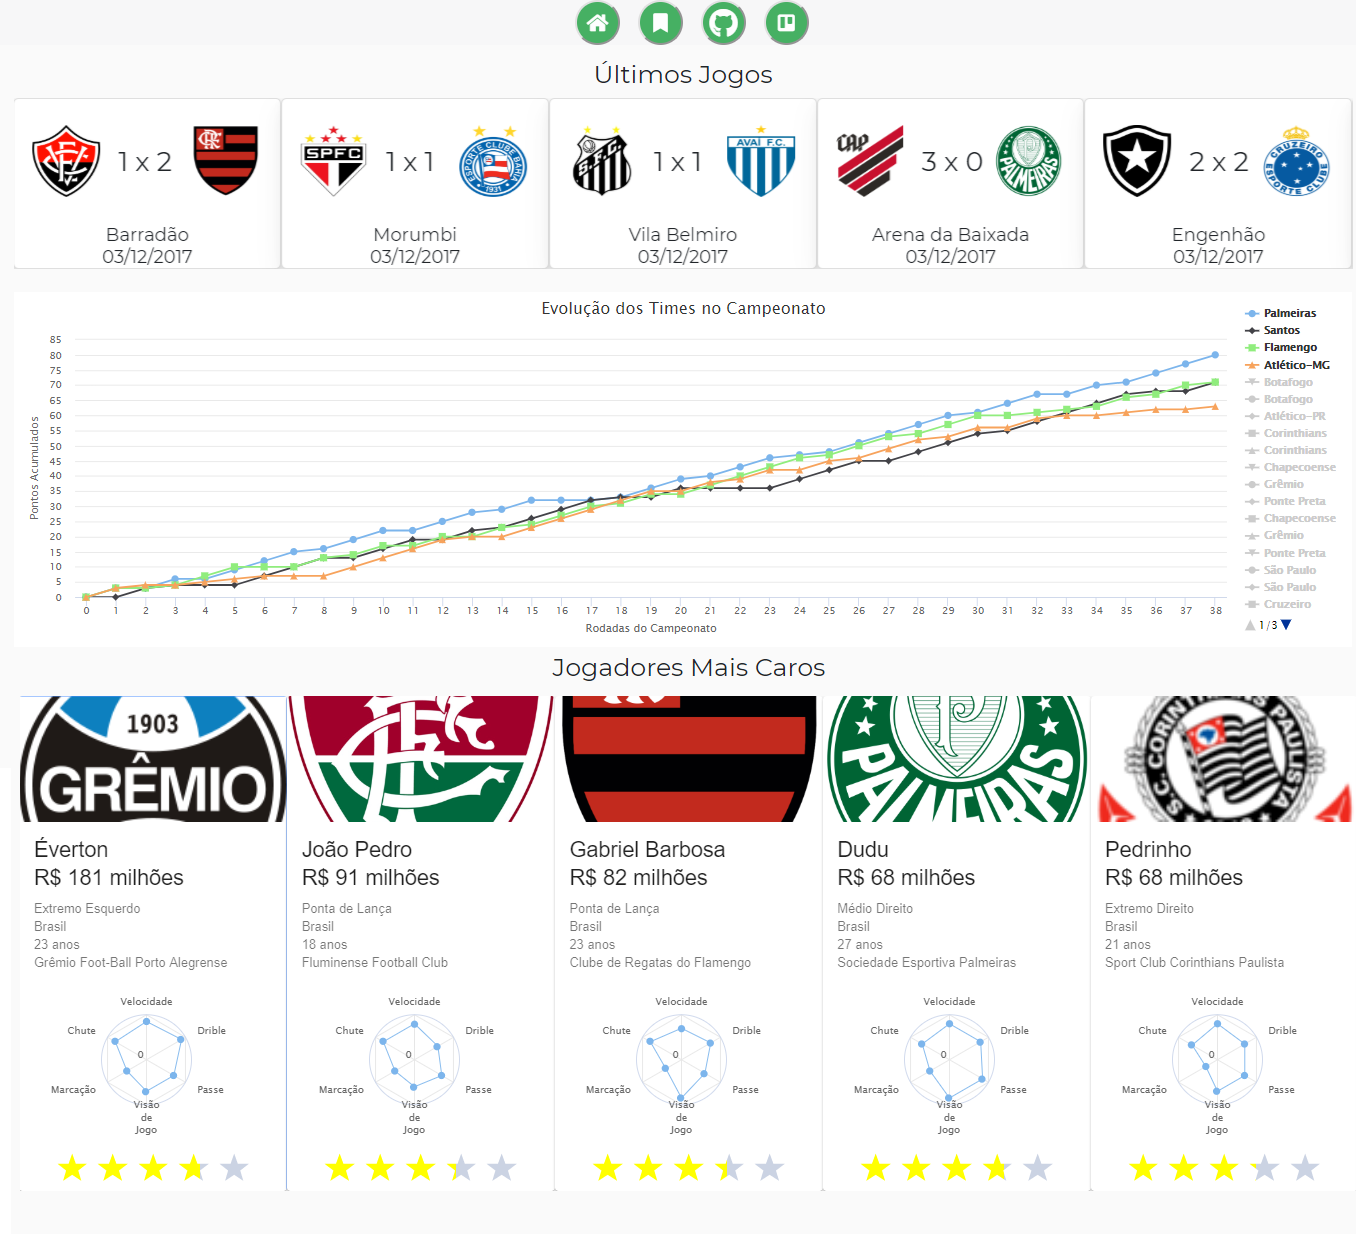 Últimos Jogos
1 x 2
SPFC
1 x 1
ESPORTE CLUBE BAHIA
1931
S.F.C.
1 x 1
AVAÍ F.C.
CAP
3 x 0
PALMEIRAS
2 x 2
CRUZEIRO
ESPORTE CLUBE
Barradão
03/12/2017
Morumbi
03/12/2017
Vila Belmiro
03/12/2017
Arena da Baixada
03/12/2017
Engenhão
03/12/2017
Evolução dos Times no Campeonato
Pontos Acumulados
85
80
75
70
65
60
55
50
45
40
35
30
25
20
15
10
5
0
0 1 2 3 4 5 6 7 8 9 10 11 12 13 14 15 16 17 18 19 20 21 22 23 24 25 26 27 28 29 30 31 32 33 34 35 36 37 38
Rodadas do Campeonato
Palmeiras
Santos
Flamengo
Atlético-MG
Botafogo
Botafogo
Atlético-PR
Corinthians
Corinthians
Chapecoense
Grêmio
Ponte Preta
Chapecoense
Grêmio
Ponte Preta
São Paulo
São Paulo
Cruzeiro
1/3
Jogadores Mais Caros
1903
GRÊMIO
Éverton
R$ 181 milhões
Extremo Esquerdo
Brasil
23 anos
Grêmio Foot-Ball Porto Alegrense
Velocidade
Drible
Passe
Visão
de
Jogo
Marcação
Chute
0
João Pedro
R$ 91 milhões
Ponta de Lança
Brasil
18 anos
Fluminense Football Club
Velocidade
Drible
Passe
Visão
de
Jogo
Marcação
Chute
0
Gabriel Barbosa
R$ 82 milhões
Ponta de Lança
Brasil
23 anos
Clube de Regatas do Flamengo
Velocidade
Drible
Passe
Visão
de
Jogo
Marcação
Chute
0
P
PALMEIRAS
Dudu
R$ 68 milhões
Médio Direito
Brasil
27 anos
Sociedade Esportiva Palmeiras
Velocidade
Drible
Passe
Visão
de
Jogo
Marcação
Chute
0
S.C. CORINTHIANS PAULISTA
Pedrinho
R$ 68 milhões
Extremo Direito
Brasil
21 anos
Sport Club Corinthians Paulista
Velocidade
Drible
Passe
Visão
de
Jogo
Marcação
Chute
0